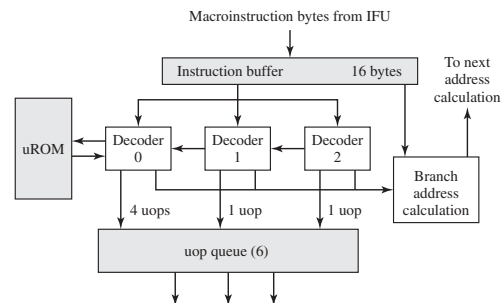 Macroinstruction bytes from IFU
To next
address
calculation
Instruction buffer 16 bytes
uROM
Decoder
0
Decoder
1
Decoder
2
Branch
address
calculation
4 uops
1 uop
1 uop
uop queue (6)